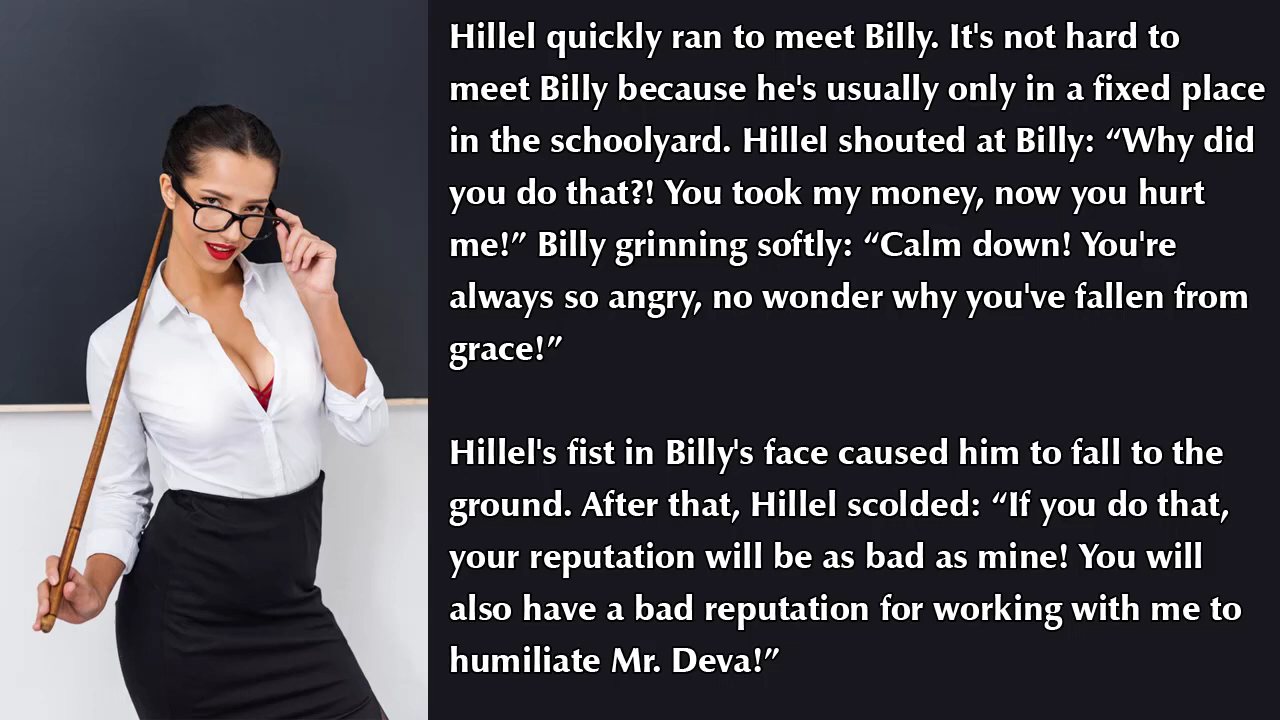 Hillel quickly ran to meet Billy. It's not hard to
meet Billy because he's usually only in a fixed place
in the schoolyard. Hillel shouted at Billy: “Why did
you do that?! You took my money, now you hurt
me!” Billy grinning softly: “Calm down! You're
always so angry, no wonder why you've fallen from
grace!”
Hillel's fist in Billy's face caused him to fall to the
ground. After that, Hillel scolded: “If you do that,
your reputation will be as bad as mine! You will
also have a bad reputation for working with me to
humiliate Mr. Deva!”